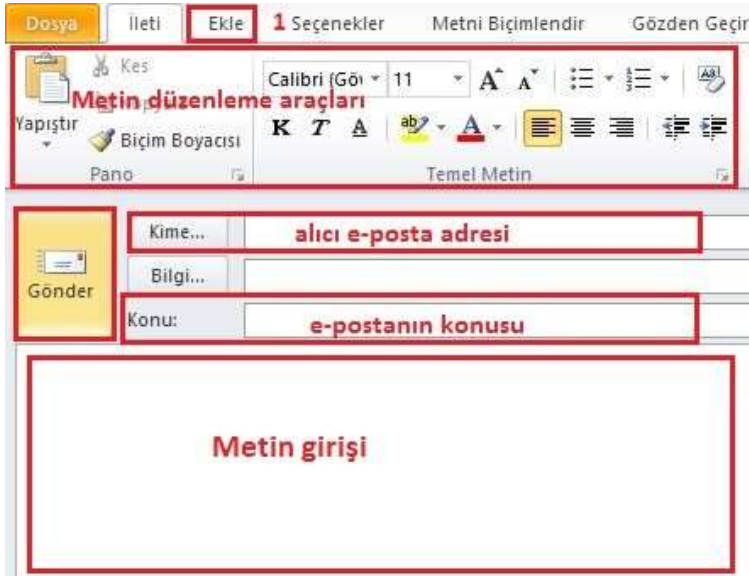 Dosya İleti Ekle 1 Seçenekler Metni Biçimlendir Gözden Geçir
Kes
Calibri (Gö 11 A A
Metin düzenleme araçları
Yapıştır
Biçim Boyacısı
K T A ab A
Pano Temel Metin
Kime... alıcı e-posta adresi
Bilgi...
Gönder
Konu: e-postanın konusu
Metin girişi